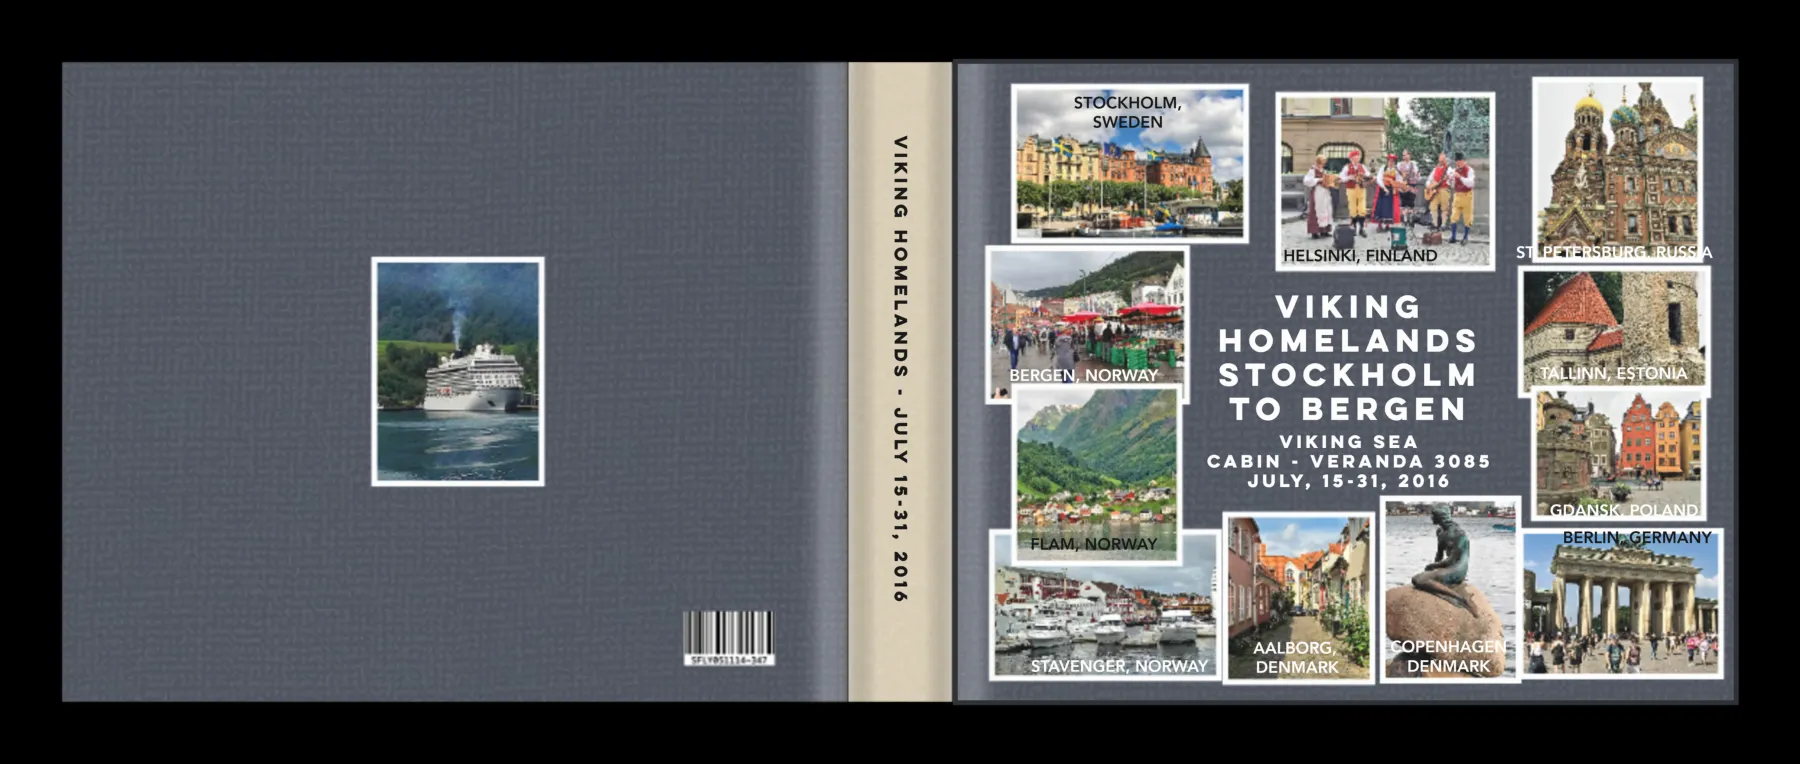 VIKING HOMELANDS - JULY 15-31, 2016
STOCKHOLM,
SWEDEN
HELSINKI, FINLAND
ST. PETERSBURG, RUSSIA
BERGEN, NORWAY
VIKING
HOMELANDS
STOCKHOLM
TO BERGEN
VIKING SEA
CABIN - VERANDA 3085
JULY, 15-31, 2016
TALLINN, ESTONIA
GDANSK, POLAND
FLAM, NORWAY
BERLIN, GERMANY
STAVENGER, NORWAY
AALBORG,
DENMARK
COPENHAGEN
DENMARK
SFLY051114-347